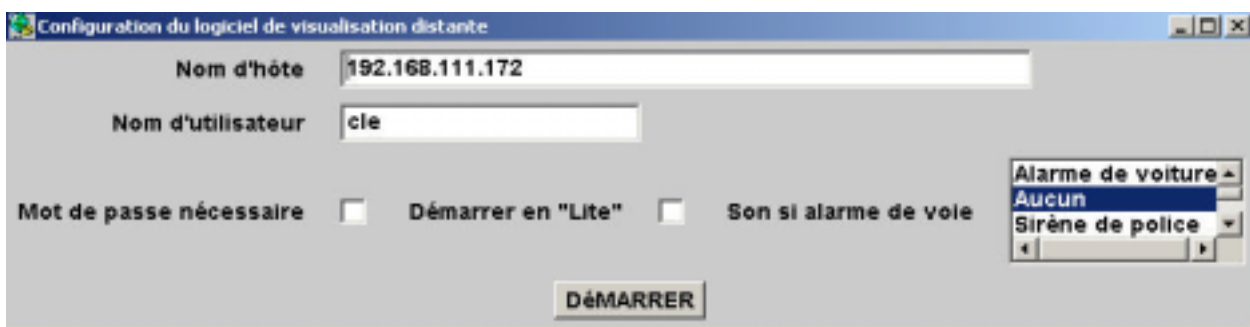 Configuration du logiciel de visualisation distante
Nom d'hôte 192.168.111.172
Nom d'utilisateur cle
Mot de passe nécessaire Démarrer en "Lite" Son si alarme de voie
Alarme de voiture
Aucun
Sirène de police
DéMARRER